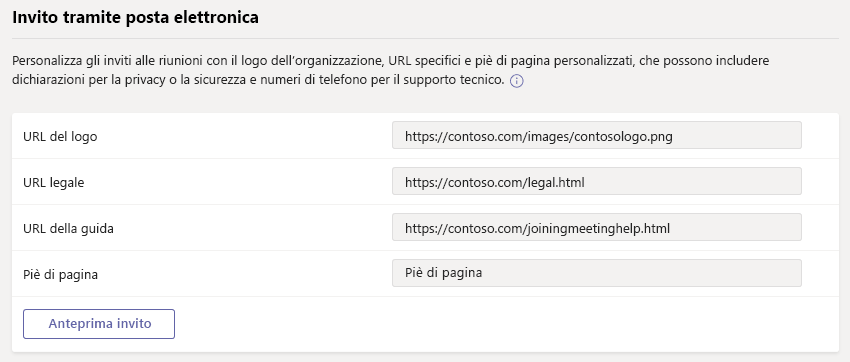 Invito tramite posta elettronica
Personalizza gli inviti alle riunioni con il logo dell'organizzazione, URL specifici e piè di pagina personalizzati, che possono includere
dichiarazioni per la privacy o la sicurezza e numeri di telefono per il supporto tecnico.
URL del logo https://contoso.com/images/contosologo.png
URL legale https://contoso.com/legal.html
URL della guida https://contoso.com/joiningmeetinghelp.html
Piè di pagina Piè di pagina
Anteprima invito